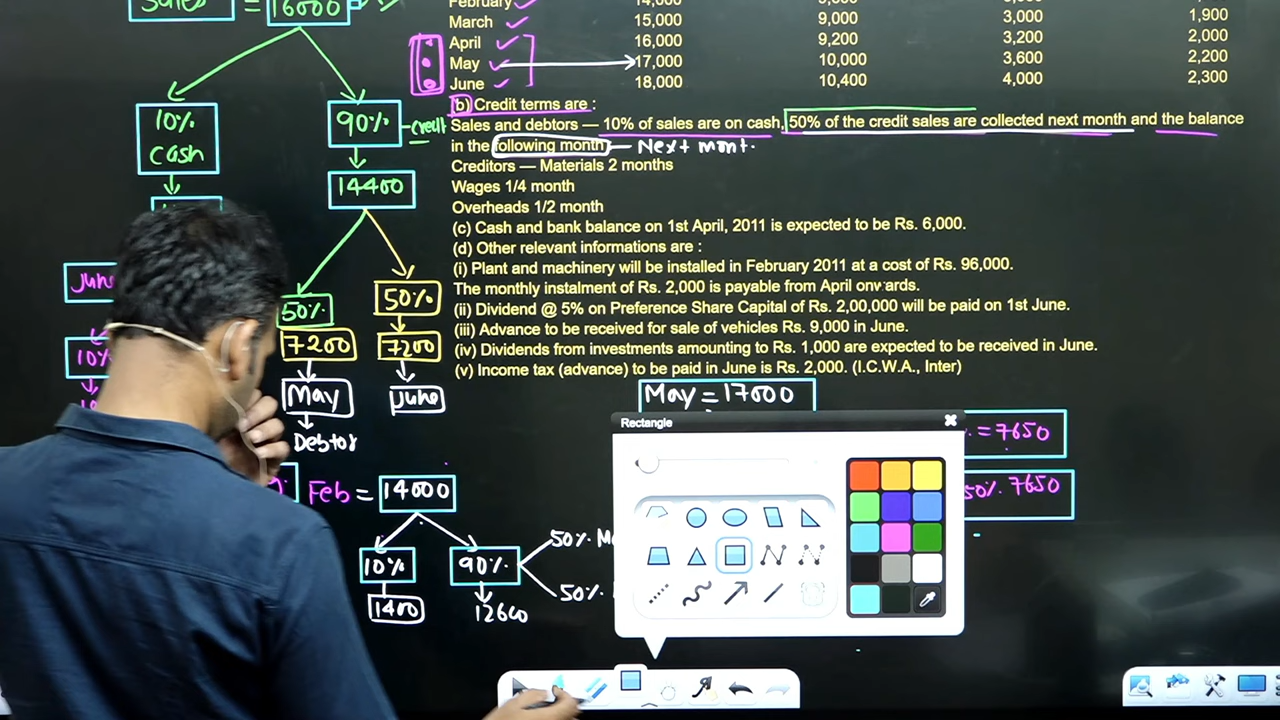 Sales = 16000
February 14,000
March 15,000 9,000 3,000 1,900
April 16,000 9,200 3,200 2,000
May 17,000 10,000 3,600 2,200
June 18,000 10,400 4,000 2,300
(b) Credit terms are :
Sales and debtors — 10% of sales are on cash, 50% of the credit sales are collected next month and the balance
in the following month — Next mont.
Creditors — Materials 2 months
Wages 1/4 month
Overheads 1/2 month
(c) Cash and bank balance on 1st April, 2011 is expected to be Rs. 6,000.
(d) Other relevant informations are :
(i) Plant and machinery will be installed in February 2011 at a cost of Rs. 96,000.
The monthly instalment of Rs. 2,000 is payable from April onwards.
(ii) Dividend @ 5% on Preference Share Capital of Rs. 2,00,000 will be paid on 1st June.
(iii) Advance to be received for sale of vehicles Rs. 9,000 in June.
(iv) Dividends from investments amounting to Rs. 1,000 are expected to be received in June.
(v) Income tax (advance) to be paid in June is Rs. 2,000. (I.C.W.A., Inter)
10% cash
90% - credit
14400
June
50% 50%
10% 7200 7200
May June
Debtor
May = 17000
Rectangle
= 7650
50% 7650
Feb = 14000
10% 90%
50%
50%
1400 12600